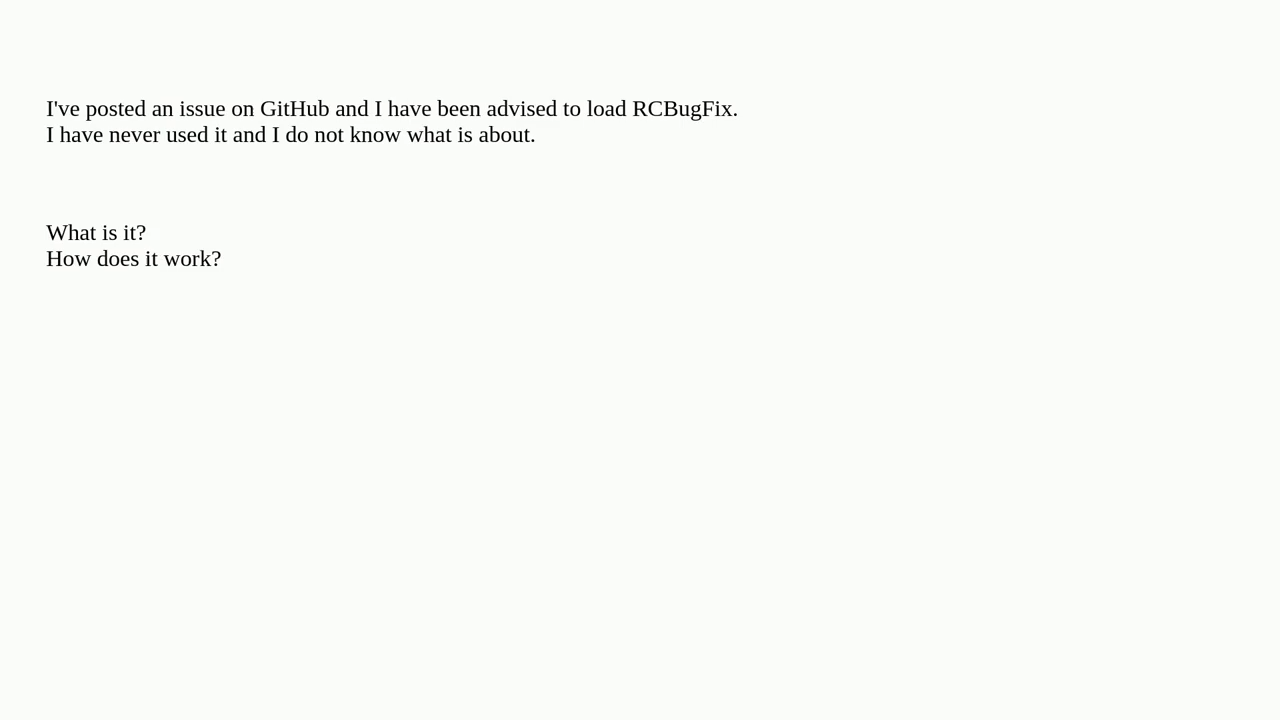 I've posted an issue on GitHub and I have been advised to load RCBugFix.
I have never used it and I do not know what is about.
What is it?
How does it work?